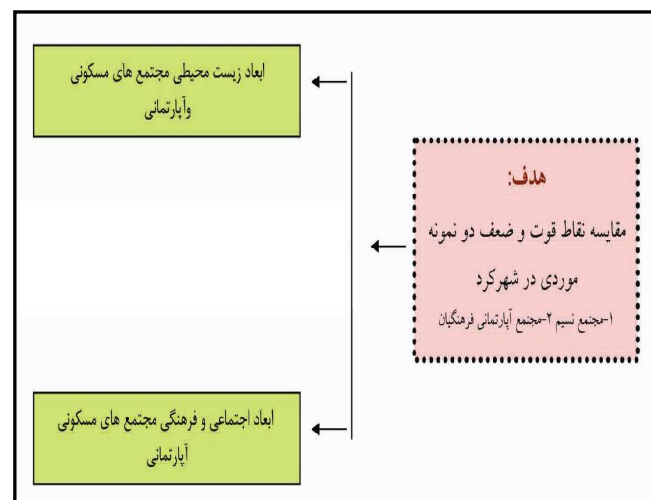 هدف:
مقایسه نقاط قوت و ضعف دو نمونه
موردی در شهرکرد
۱-مجتمع نسیم ۲-مجتمع آپارتمانی فرهنگیان
ابعاد زیست محیطی مجتمع های مسکونی
وآپارتمانی
ابعاد اجتماعی و فرهنگی مجتمع های مسکونی
آپارتمانی